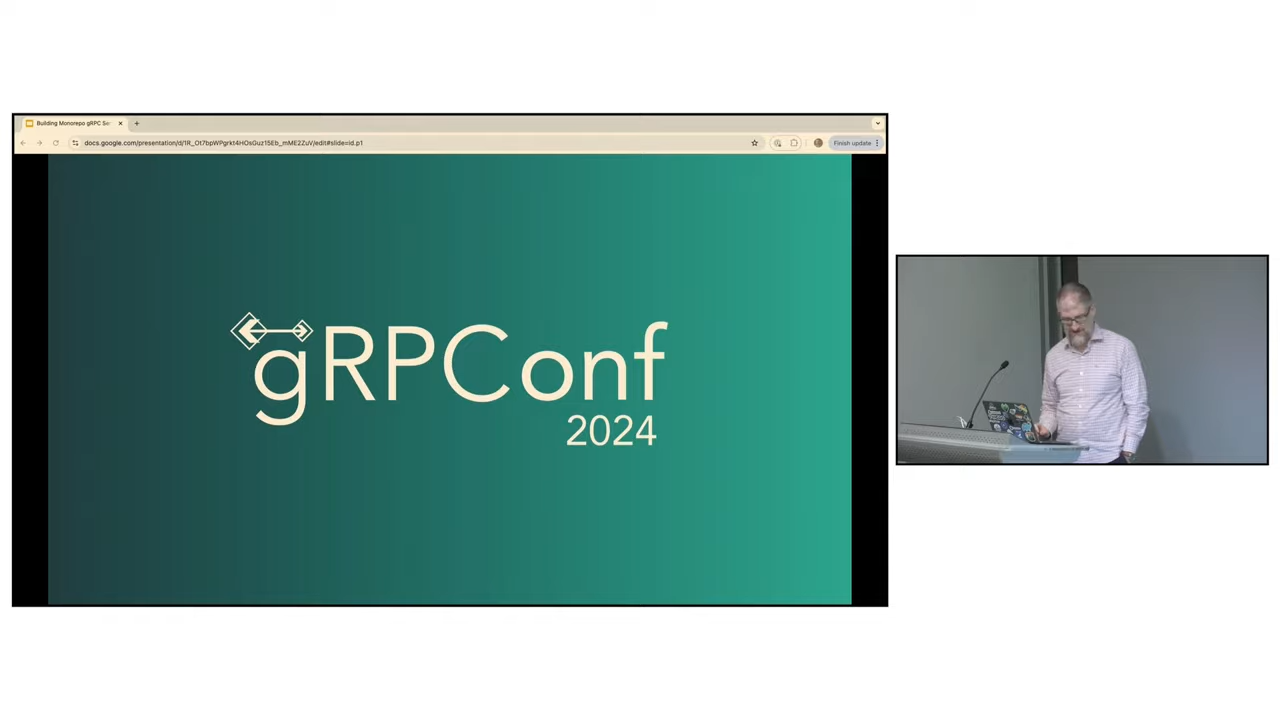 Building Monorepo gRPC Se
docs.google.com/presentation/d/1R_Ot7bpWPgrkt4HOsGuz15Eb_mME2ZuV/edit#slide=id.p1
Finish update
gRPConf
2024